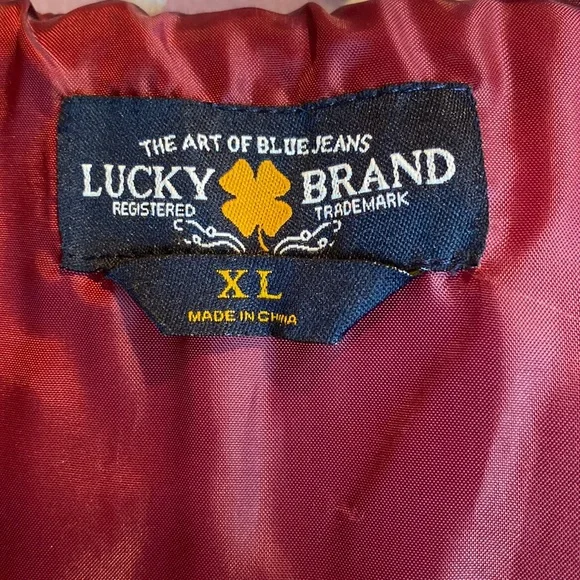 THE ART OF BLUE JEANS
LUCKY BRAND
REGISTERED TRADEMARK
XL
MADE IN CHINA